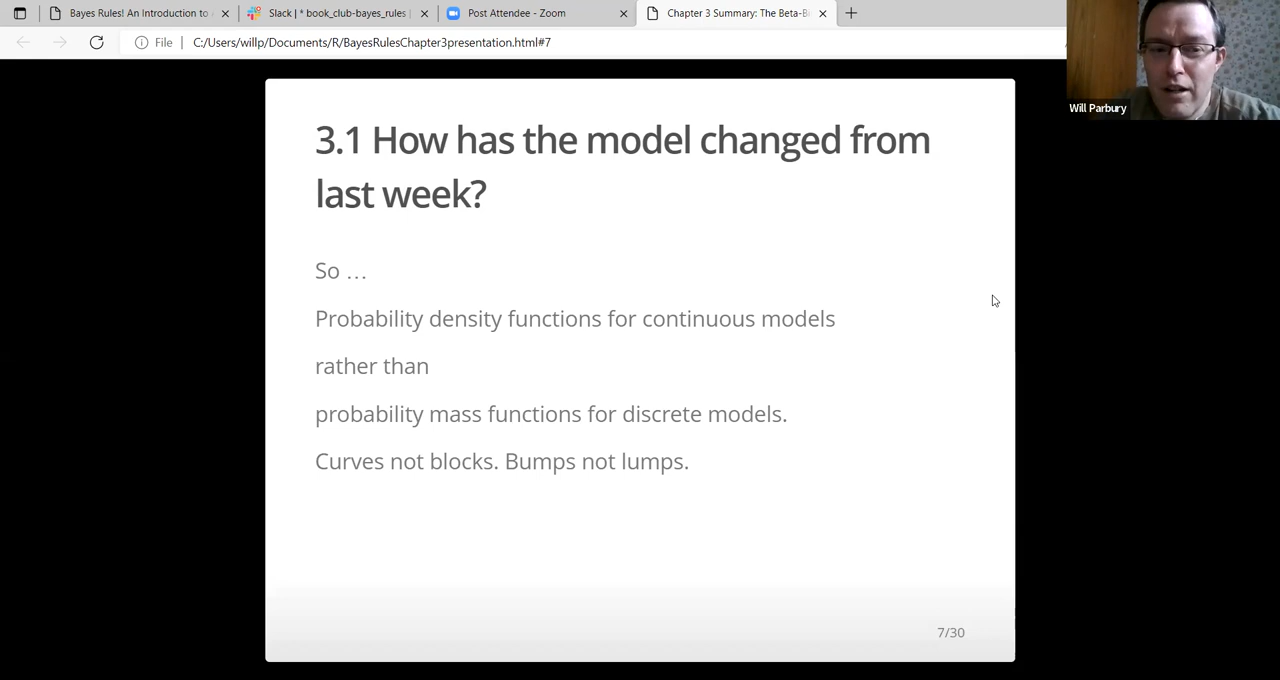 Bayes Rules! An Introduction to
Slack | * book_club-bayes_rules |
Post Attendee - Zoom
Chapter 3 Summary: The Beta-Bi
File
C:/Users/willp/Documents/R/BayesRulesChapter3presentation.html#7
Will Parbury
3.1 How has the model changed from
last week?
So …
Probability density functions for continuous models
rather than
probability mass functions for discrete models.
Curves not blocks. Bumps not lumps.
7/30